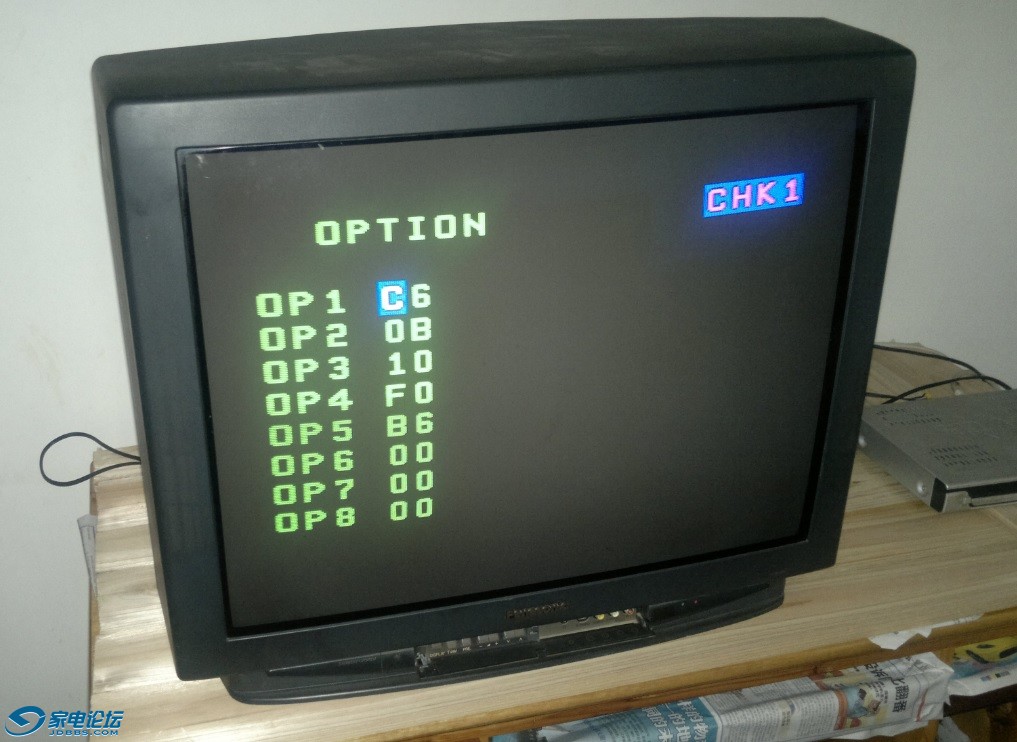 CHK1
OPTION
OP1 C6
OP2 0B
OP3 10
OP4 F0
OP5 B6
OP6 00
OP7 00
OP8 00
家电论坛
JDBBS.COM